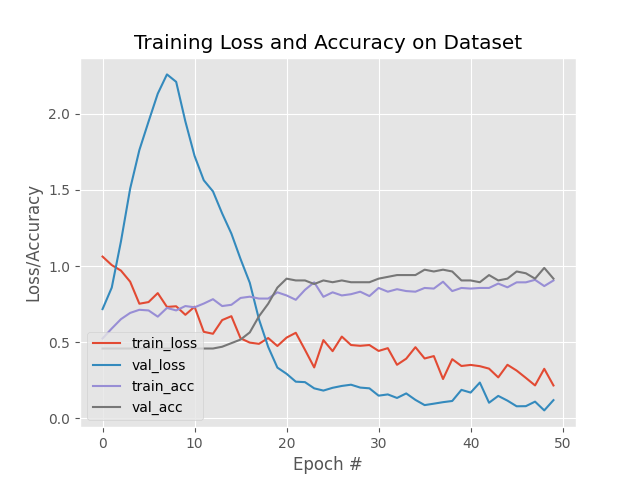 Training Loss and Accuracy on Dataset
Loss/Accuracy
2.0
1.5
1.0
0.5
0.0
train_loss
val_loss
train_acc
val_acc
0 10 20 30 40 50
Epoch #